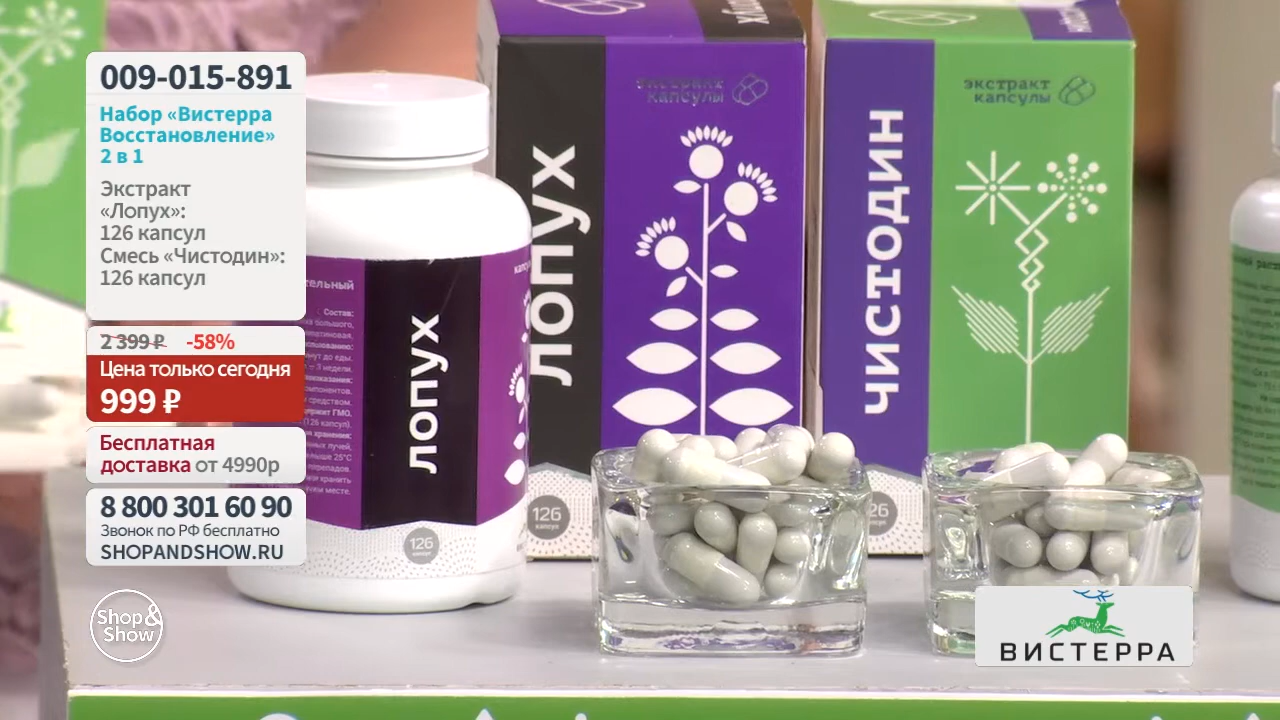 009-015-891
Набор «Вистерра
Восстановление»
2 в 1
Экстракт
«Лопух»:
126 капсул
Смесь «Чистодин»:
126 капсул
2 399 ₽ -58%
Цена только сегодня
999 ₽
Бесплатная
доставка от 4990р
8 800 301 60 90
Звонок по РФ бесплатно
SHOPANDSHOW.RU
Shop&
Show
Состав:
ЛОПУХ
126
капсул
ЛОПУХ
экстракт
капсулы
126
капсул
ЧИСТОДИН
экстракт
капсулы
ВИСТЕРРА